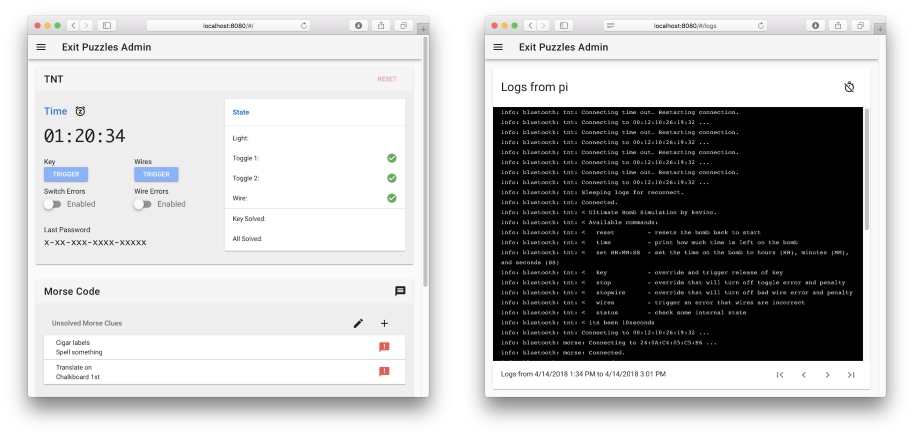 localhost:8080/#/
Exit Puzzles Admin
TNT
RESET
Time
01:20:34
Key
Wires
TRIGGER
TRIGGER
Switch Errors
Wire Errors
Enabled
Enabled
Last Password
X-XX-XXX-XXXX-XXXXX
State
Light:
Toggle 1:
Toggle 2:
Wire:
Key Solved:
All Solved:
Morse Code
Unsolved Morse Clues
Cigar labels
Spell something
Translate on
Chalkboard 1st
localhost:8080/#/logs
Exit Puzzles Admin
Logs from pi
info: bluetooth: tnt: Connecting time out. Restarting connection.
info: bluetooth: tnt: Connecting to 00:12:10:26:19:32 ...
info: bluetooth: tnt: Connecting time out. Restarting connection.
info: bluetooth: tnt: Connecting to 00:12:10:26:19:32 ...
info: bluetooth: tnt: Connecting time out. Restarting connection.
info: bluetooth: tnt: Connecting to 00:12:10:26:19:32 ...
info: bluetooth: tnt: Connecting time out. Restarting connection.
info: bluetooth: tnt: Connecting to 00:12:10:26:19:32 ...
info: bluetooth: tnt: Sleeping logs for reconnect.
info: bluetooth: tnt: Connected.
info: bluetooth: tnt: < Ultimate Bomb Simulation by kevinc.
info: bluetooth: tnt: < Available commands:
info: bluetooth: tnt: < reset - resets the bomb back to start
info: bluetooth: tnt: < time - print how much time is left on the bomb
info: bluetooth: tnt: < set HH:MM:SS - set the time on the bomb to hours (HH), minutes (MM),
and seconds (SS)
info: bluetooth: tnt: < key - override and trigger release of key
info: bluetooth: tnt: < stop - override that will turn off toggle error and penalty
info: bluetooth: tnt: < stopwire - override that will turn off bad wire error and penalty
info: bluetooth: tnt: < wires - trigger an error that wires are incorrect
info: bluetooth: tnt: < status - check some internal state
info: bluetooth: tnt: < its been 10seconds
info: bluetooth: tnt: Connecting to 00:12:10:26:19:32 ...
info: bluetooth: morse: Connecting to 24:0A:C4:05:C5:E6 ...
info: bluetooth: morse: Connected.
Logs from 4/14/2018 1:34 PM to 4/14/2018 3:01 PM